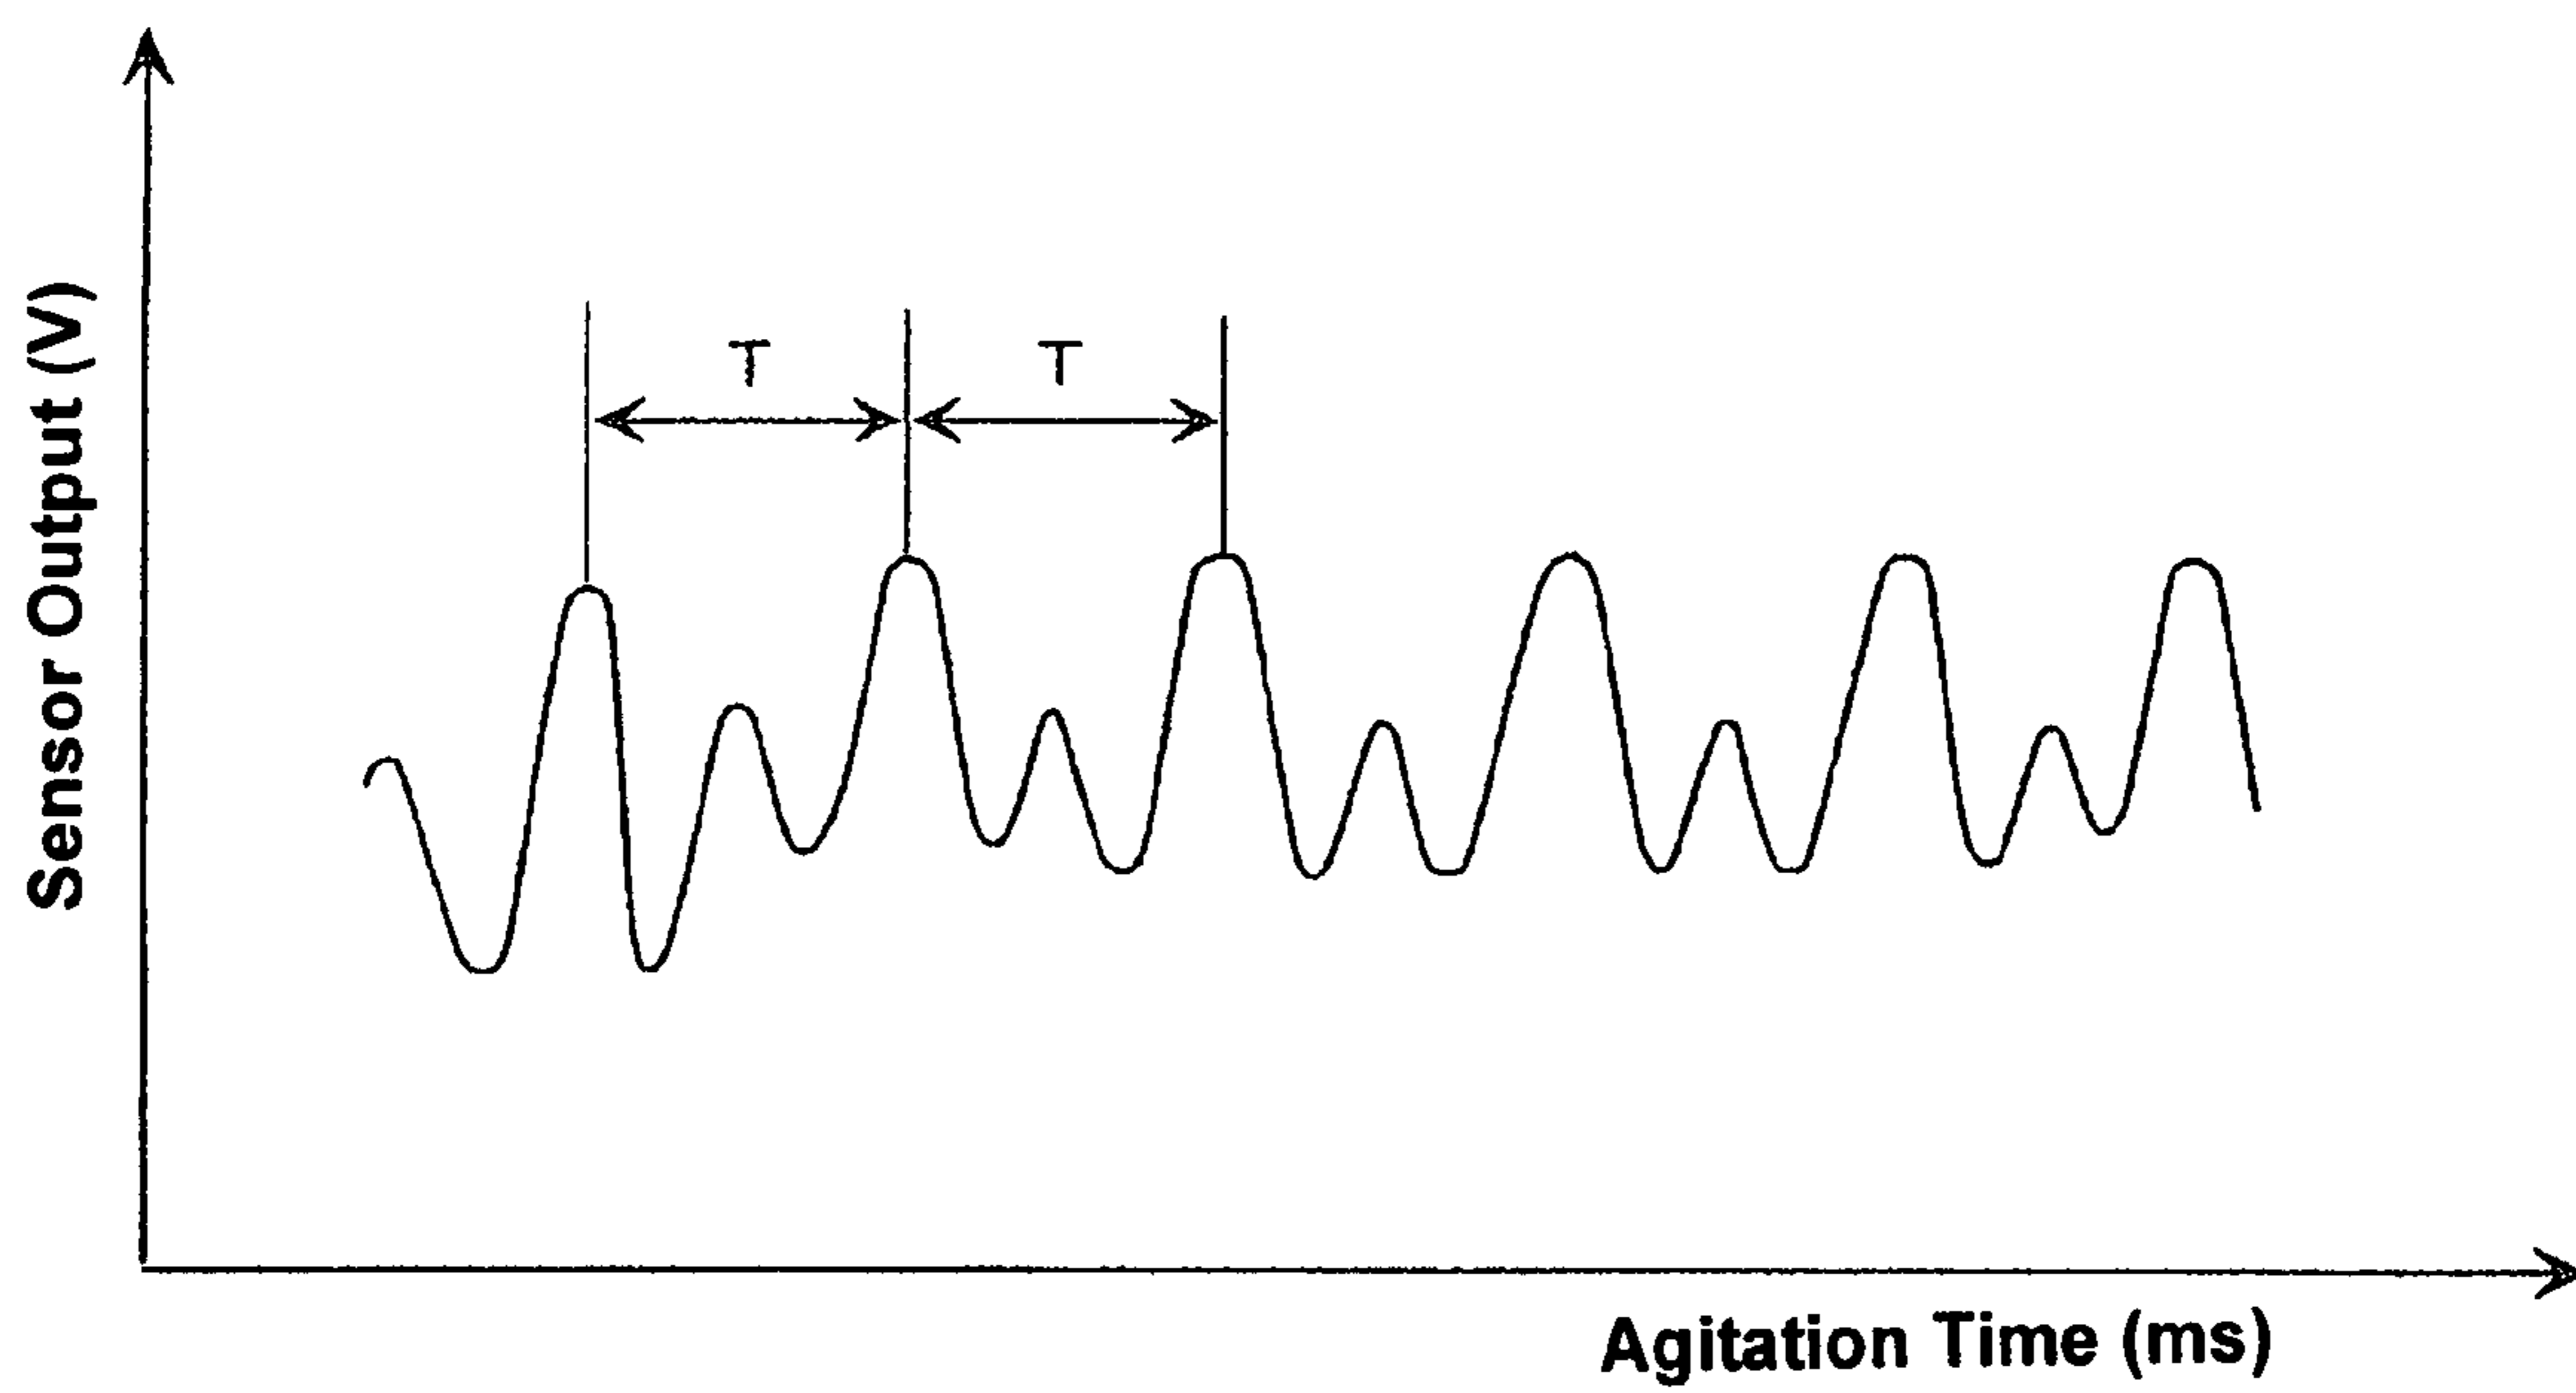 Sensor Output (V)
T
T
Agitation Time (ms)